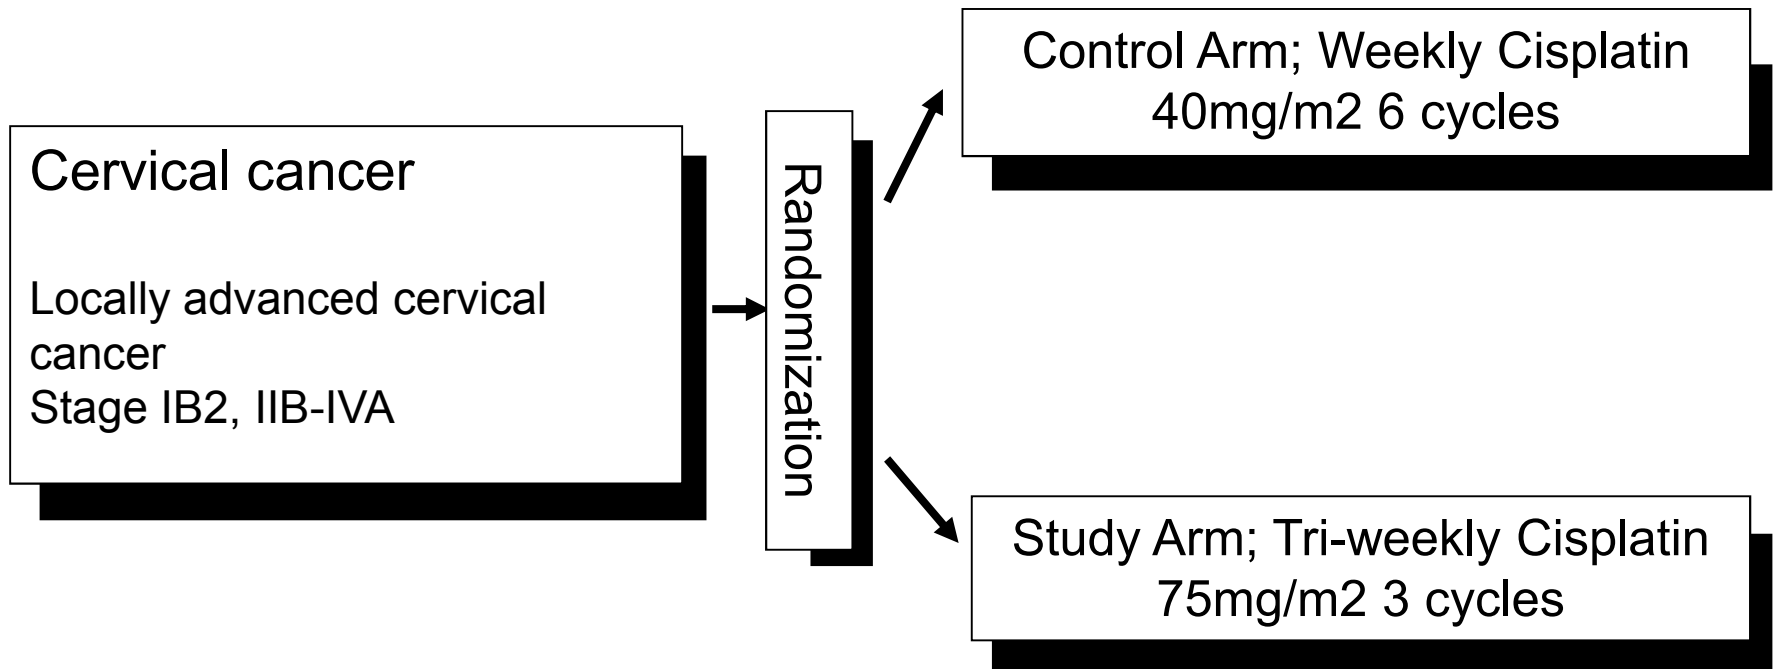 Cervical cancer
Locally advanced cervical
cancer
Stage IB2, IIB-IVA
Randomization
Control Arm; Weekly Cisplatin
40mg/m2 6 cycles
Study Arm; Tri-weekly Cisplatin
75mg/m2 3 cycles